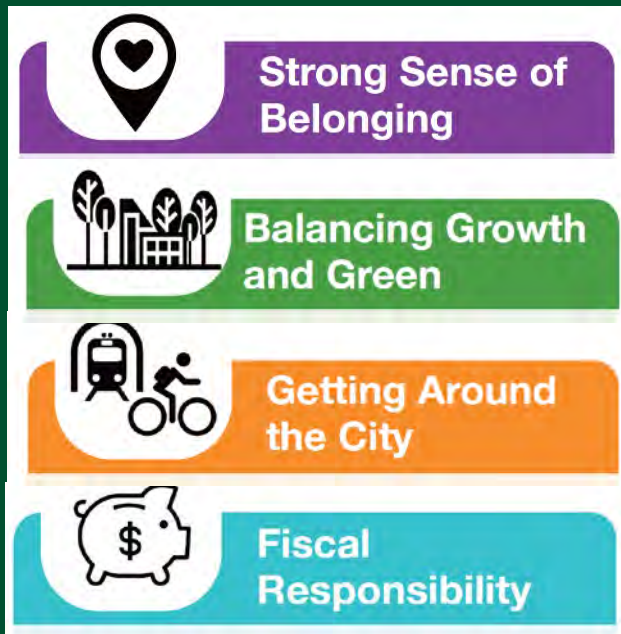 Strong Sense of
Belonging
Balancing Growth
and Green
Getting Around
the City
$
Fiscal
Responsibility